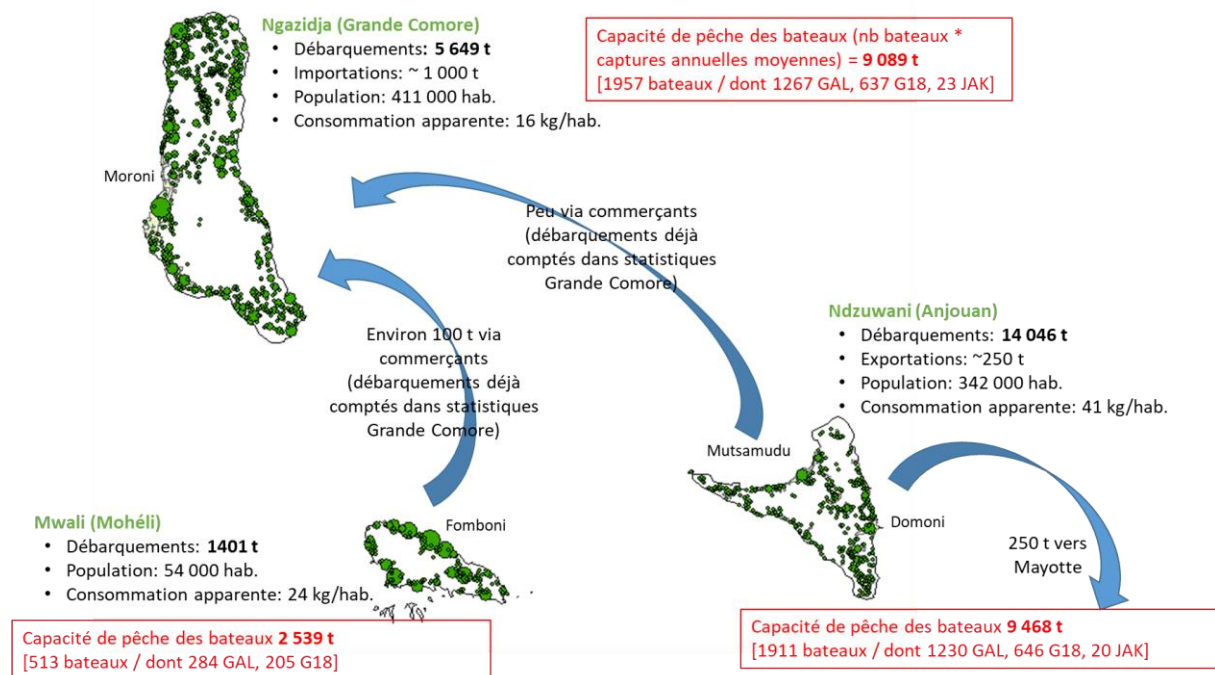 Ngazidja (Grande Comore)
• Débarquements: 5 649 t
• Importations: ~ 1 000 t
• Population: 411 000 hab.
• Consommation apparente: 16 kg/hab.
Capacité de pêche des bateaux (nb bateaux *
captures annuelles moyennes) = 9 089 t
[1957 bateaux / dont 1267 GAL, 637 G18, 23 JAK]
Moroni
Peu via commerçants
(débarquements déjà
comptés dans statistiques
Grande Comore)
Environ 100 t via
commerçants
(débarquements déjà
comptés dans statistiques
Grande Comore)
Ndzuwani (Anjouan)
• Débarquements: 14 046 t
• Exportations: ~250 t
• Population: 342 000 hab.
• Consommation apparente: 41 kg/hab.
Mutsamudu
Domoni
250 t vers
Mayotte
Mwali (Mohéli)
• Débarquements: 1401 t
• Population: 54 000 hab.
• Consommation apparente: 24 kg/hab.
Fomboni
Capacité de pêche des bateaux 2 539 t
[513 bateaux / dont 284 GAL, 205 G18]
Capacité de pêche des bateaux 9 468 t
[1911 bateaux / dont 1230 GAL, 646 G18, 20 JAK]